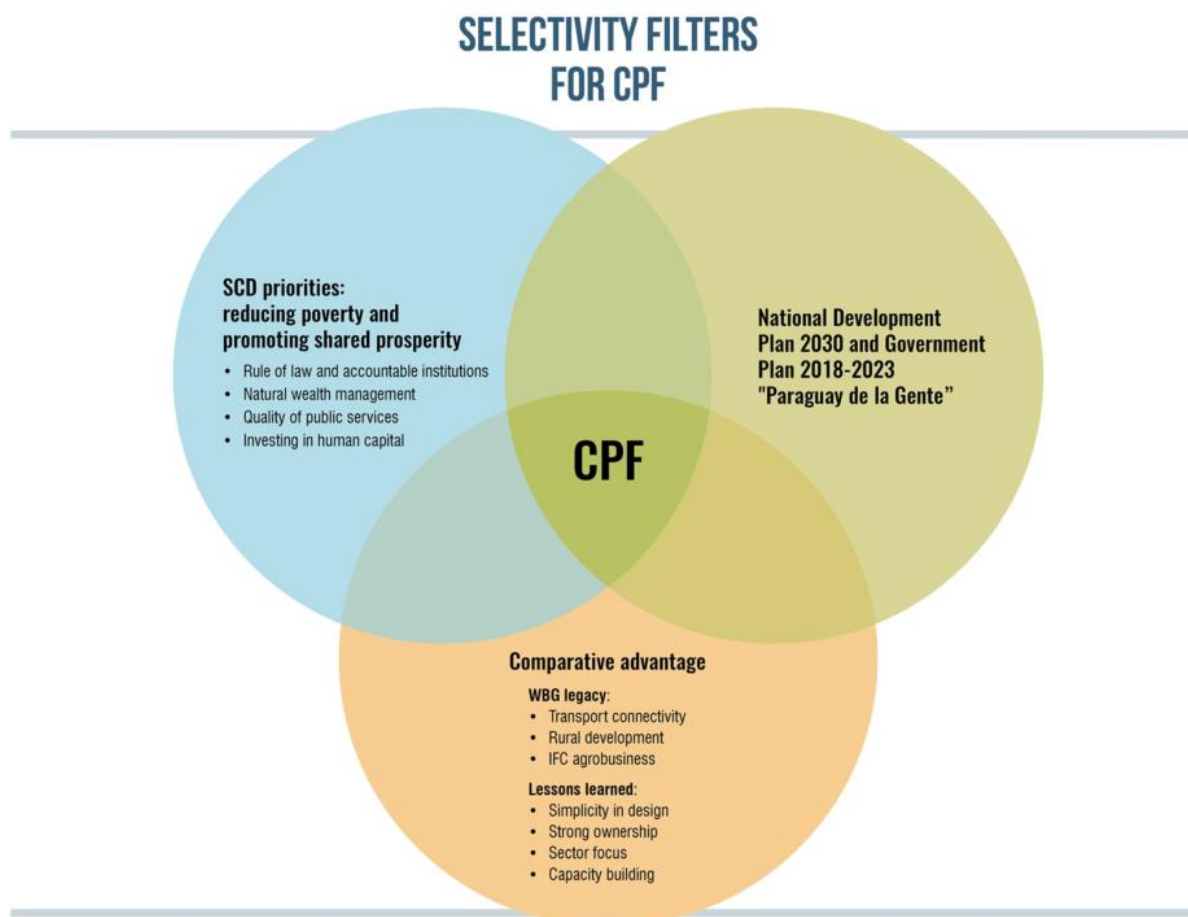 SELECTIVITY FILTERS
FOR CPF
SCD priorities:
reducing poverty and
promoting shared prosperity
• Rule of law and accountable institutions
• Natural wealth management
• Quality of public services
• Investing in human capital
National Development
Plan 2030 and Government
Plan 2018-2023
"Paraguay de la Gente”
CPF
Comparative advantage
WBG legacy:
• Transport connectivity
• Rural development
• IFC agrobusiness
Lessons learned:
• Simplicity in design
• Strong ownership
• Sector focus
• Capacity building